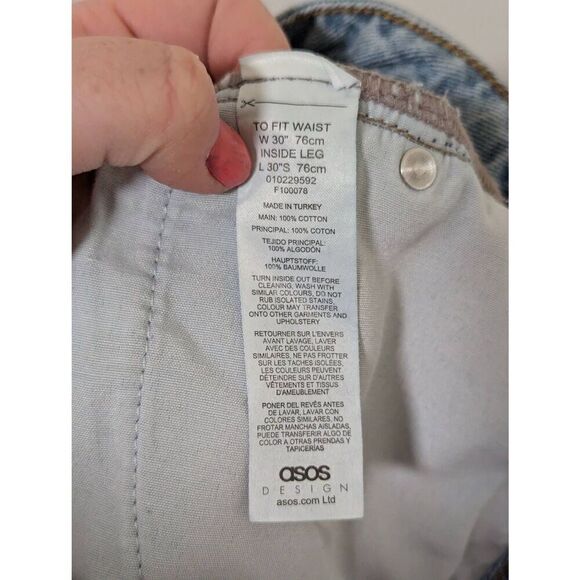 TO FIT WAIST
W 30" 76cm
INSIDE LEG
L 30"S 76cm
010229592
F100078
MADE IN TURKEY
MAIN: 100% COTTON
PRINCIPAL: 100% COTON
TEJIDO PRINCIPAL:
100% ALGODÓN
HAUPTSTOFF:
100% BAUMWOLLE
TURN INSIDE OUT BEFORE
CLEANING, WASH WITH
SIMILAR COLOURS, DO NOT
RUB ISOLATED STAINS,
COLOUR MAY TRANSFER
ONTO OTHER GARMENTS AND
UPHOLSTERY
RETOURNER SUR L'ENVERS
AVANT LAVAGE, LAVER
AVEC DES COULEURS
SIMILAIRES, NE PAS FROTTER
SUR LES TACHES ISOLÉES,
LES COULEURS PEUVENT
DÉTEINDRE SUR D'AUTRES
VÊTEMENTS ET TISSUS
D'AMEUBLEMENT
PONER DEL REVÉS ANTES
DE LAVAR, LAVAR CON
COLORES SIMILARES, NO
FROTAR MANCHAS AISLADAS,
PUEDE TRANSFERIR ALGO DE
COLOR A OTRAS PRENDAS Y
TAPICERÍAS
asos
DESIGN
asos.com Ltd